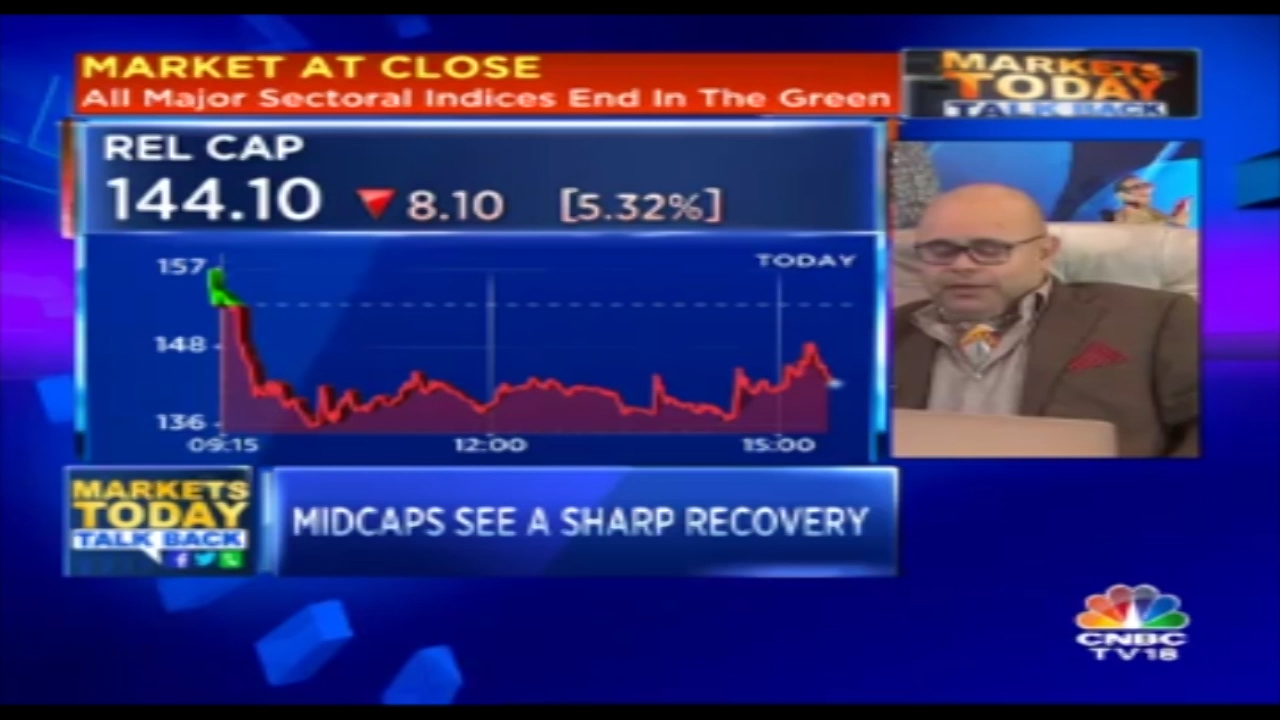 MARKET AT CLOSE
All Major Sectoral Indices End In The Green
MARKETS
TODAY
TALK BACK
REL CAP
144.10 ▼ 8.10 [5.32%]
TODAY
157
148
136
09:15 12:00 15:00
MARKETS
TODAY
TALK BACK
MIDCAPS SEE A SHARP RECOVERY
CNBC
TV18